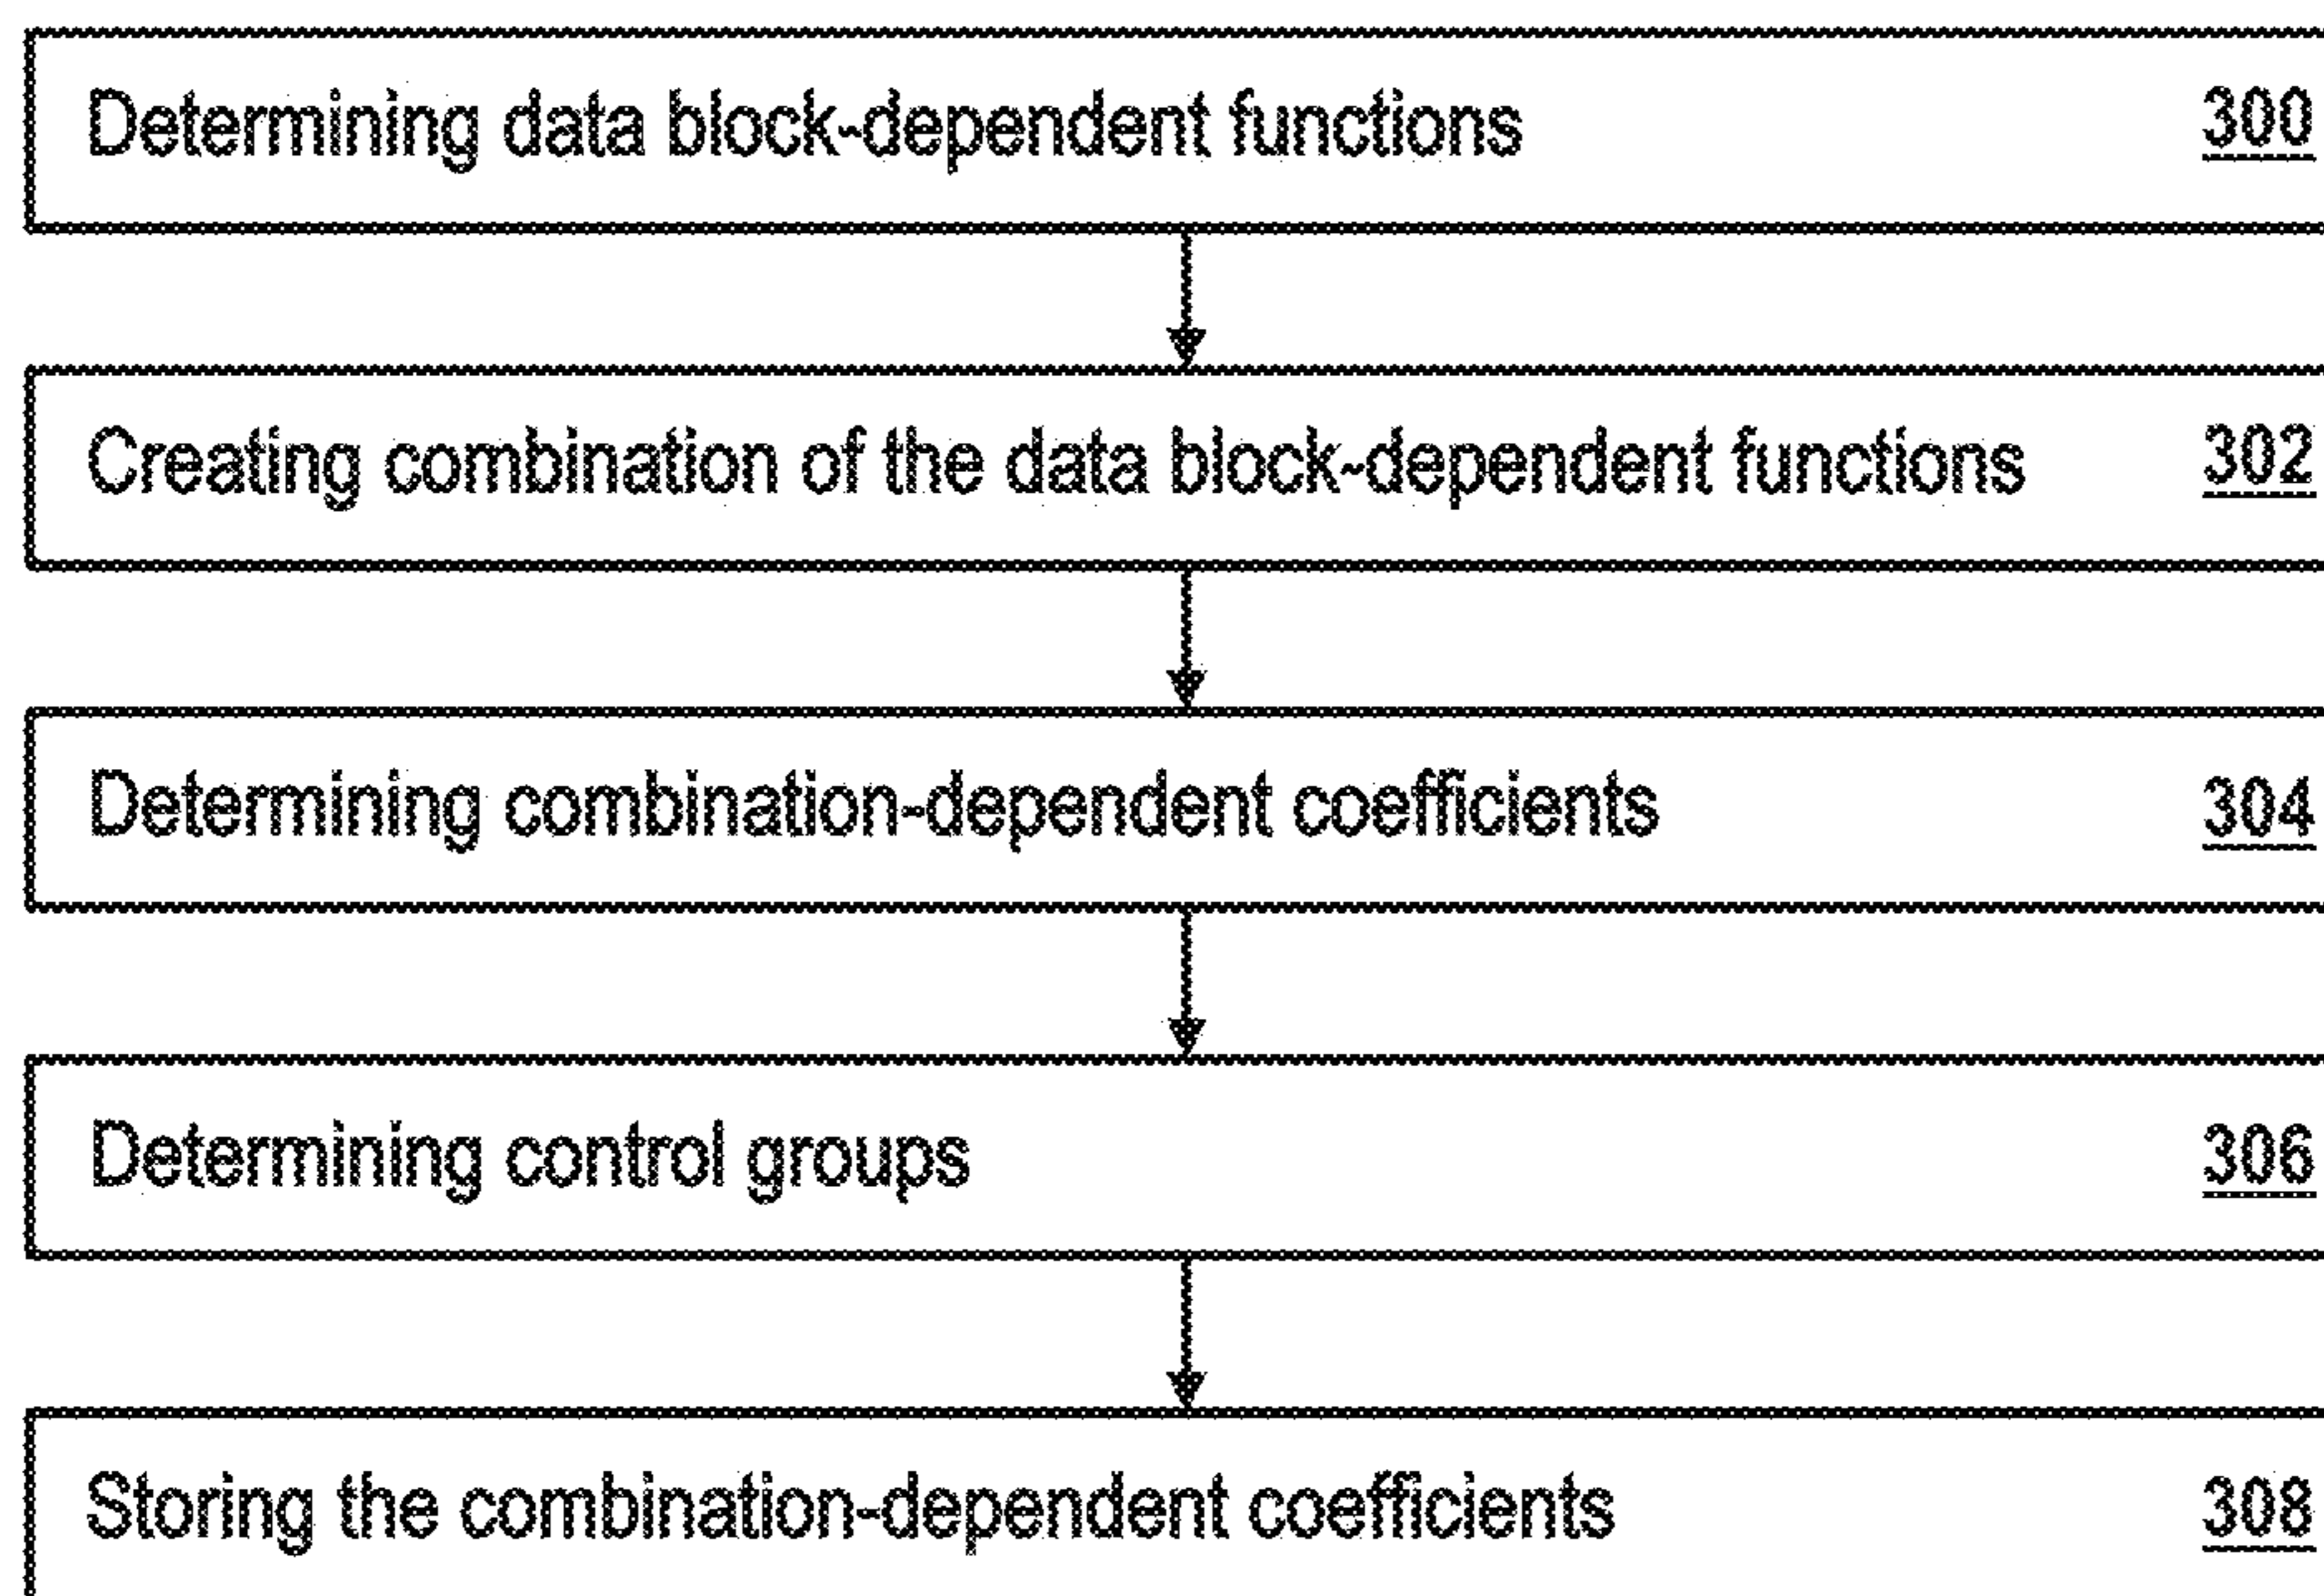 Determining data block-dependent functions 300
Creating combination of the data block-dependent functions 302
Determining combination-dependent coefficients 304
Determining control groups 306
Storing the combination-dependent coefficients 308